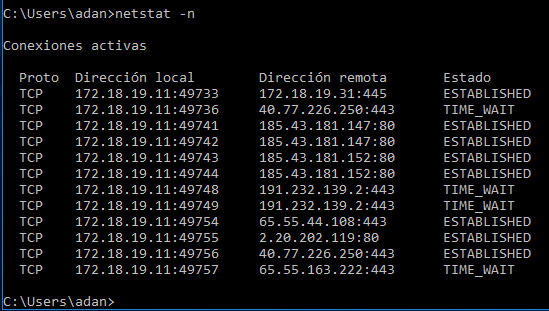 C:\Users\adan>netstat -n
Conexiones activas
Proto Dirección local Dirección remota Estado
TCP 172.18.19.11:49733 172.18.19.31:445 ESTABLISHED
TCP 172.18.19.11:49736 40.77.226.250:443 TIME_WAIT
TCP 172.18.19.11:49741 185.43.181.147:80 ESTABLISHED
TCP 172.18.19.11:49742 185.43.181.147:80 ESTABLISHED
TCP 172.18.19.11:49743 185.43.181.152:80 ESTABLISHED
TCP 172.18.19.11:49744 185.43.181.152:80 ESTABLISHED
TCP 172.18.19.11:49748 191.232.139.2:443 TIME_WAIT
TCP 172.18.19.11:49749 191.232.139.2:443 TIME_WAIT
TCP 172.18.19.11:49754 65.55.44.108:443 ESTABLISHED
TCP 172.18.19.11:49755 2.20.202.119:80 ESTABLISHED
TCP 172.18.19.11:49756 40.77.226.250:443 ESTABLISHED
TCP 172.18.19.11:49757 65.55.163.222:443 TIME_WAIT
C:\Users\adan>